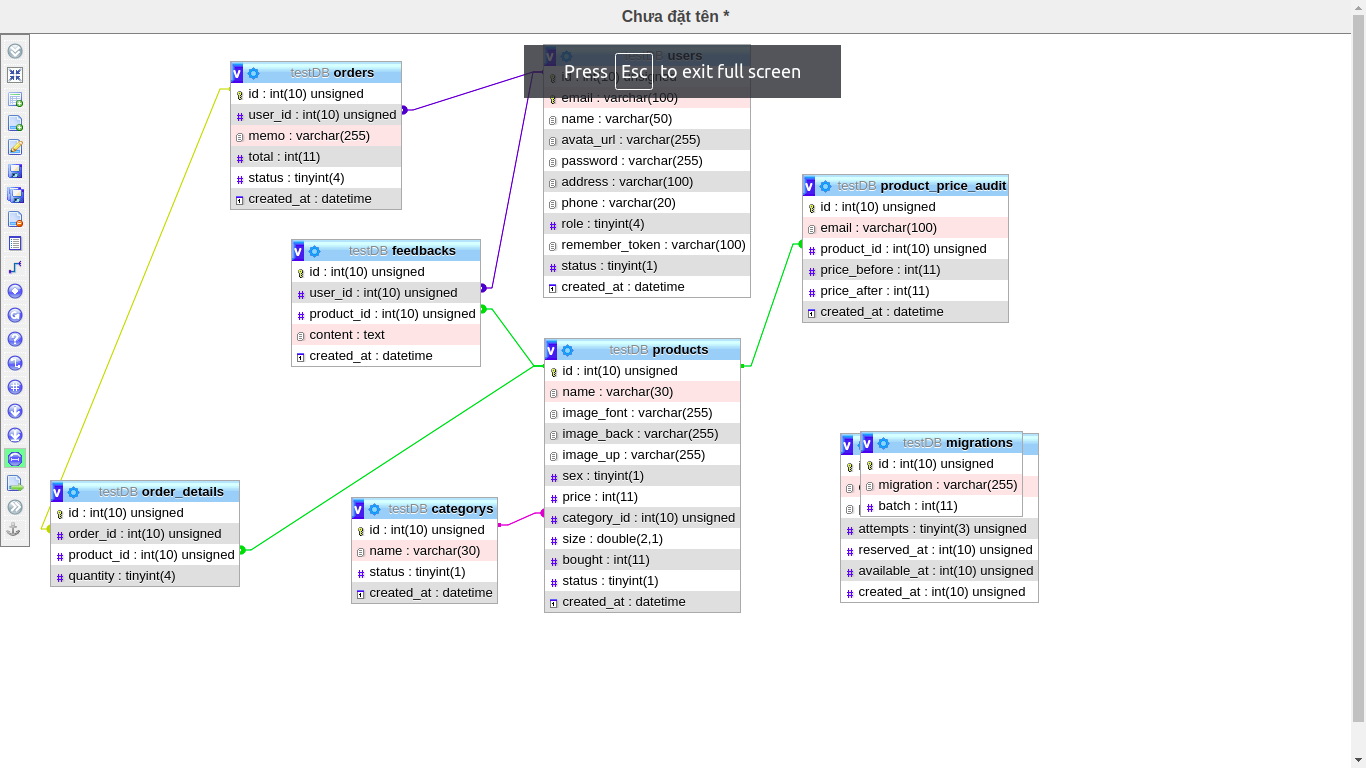 Chưa đặt tên *
Press Esc to exit full screen
testDB orders
id : int(10) unsigned
user_id : int(10) unsigned
memo : varchar(255)
total : int(11)
status : tinyint(4)
created_at : datetime
users
email : varchar(100)
name : varchar(50)
avata_url : varchar(255)
password : varchar(255)
address : varchar(100)
phone : varchar(20)
role : tinyint(4)
remember_token : varchar(100)
status : tinyint(1)
created_at : datetime
testDB product_price_audit
id : int(10) unsigned
email : varchar(100)
product_id : int(10) unsigned
price_before : int(11)
price_after : int(11)
created_at : datetime
testDB feedbacks
id : int(10) unsigned
user_id : int(10) unsigned
product_id : int(10) unsigned
content : text
created_at : datetime
testDB products
id : int(10) unsigned
name : varchar(30)
image_font : varchar(255)
image_back : varchar(255)
image_up : varchar(255)
sex : tinyint(1)
price : int(11)
category_id : int(10) unsigned
size : double(2,1)
bought : int(11)
status : tinyint(1)
created_at : datetime
testDB order_details
id : int(10) unsigned
order_id : int(10) unsigned
product_id : int(10) unsigned
quantity : tinyint(4)
testDB categorys
id : int(10) unsigned
name : varchar(30)
status : tinyint(1)
created_at : datetime
testDB migrations
id : int(10) unsigned
migration : varchar(255)
batch : int(11)
attempts : tinyint(3) unsigned
reserved_at : int(10) unsigned
available_at : int(10) unsigned
created_at : int(10) unsigned